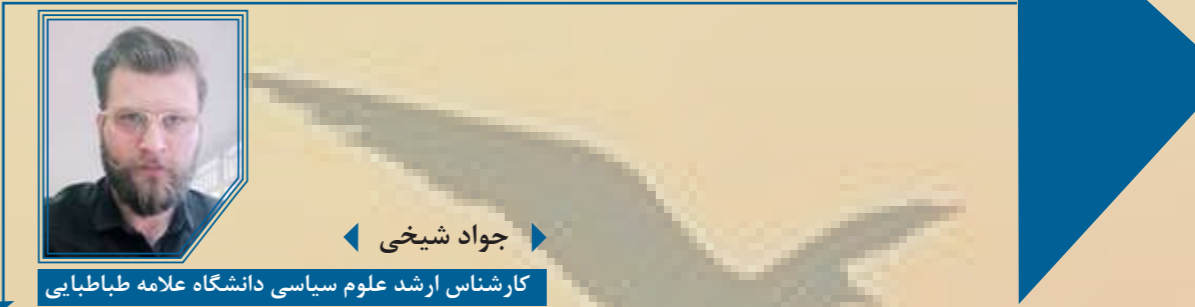 جواد شیخی
کارشناس ارشد علوم سیاسی دانشگاه علامه طباطبایی